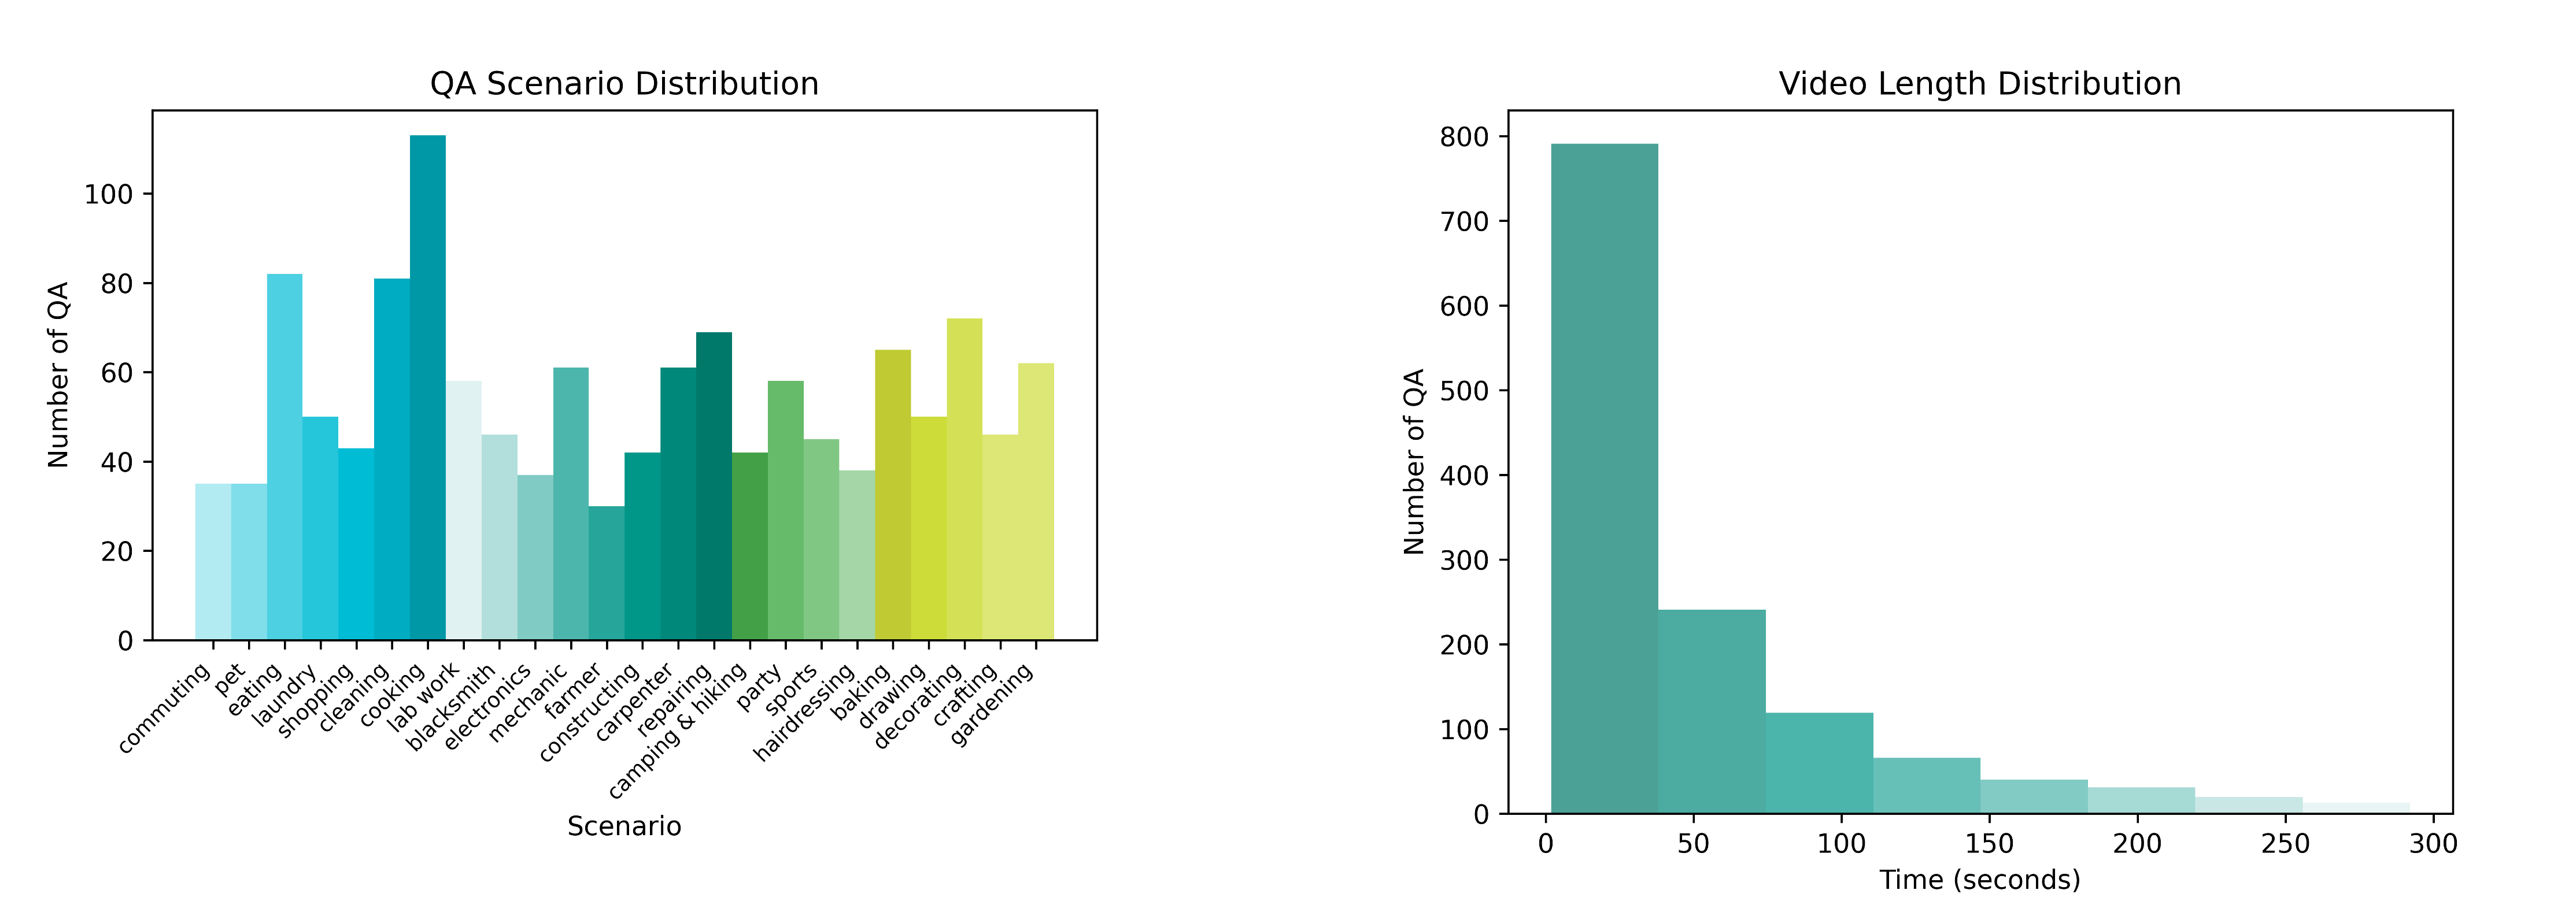 QA Scenario Distribution
Number of QA
100
80
60
40
20
0
commuting
pet
eating
laundry
shopping
cleaning
cooking
lab work
blacksmith
electronics
mechanic
farmer
constructing
carpenter
repairing
camping & hiking
party
sports
hairdressing
baking
drawing
decorating
crafting
gardening
Scenario
Video Length Distribution
Number of QA
800
700
600
500
400
300
200
100
0
0 50 100 150 200 250 300
Time (seconds)